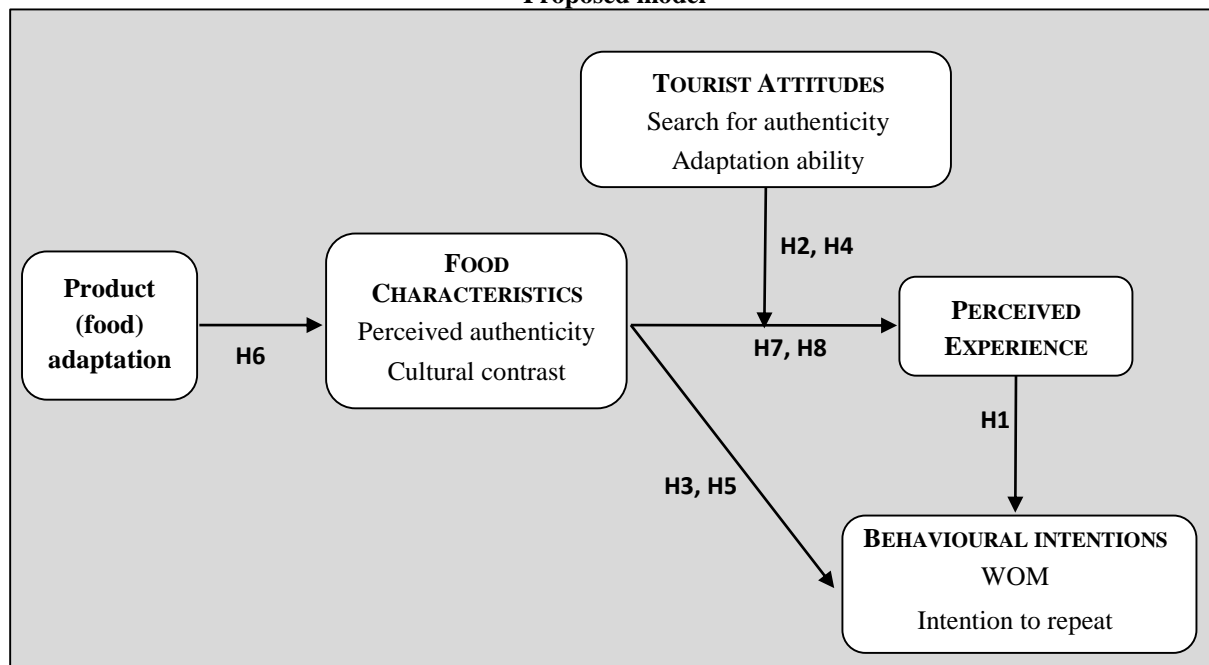 Proposed model
TOURIST ATTITUDES
Search for authenticity
Adaptation ability
H2, H4
Product
(food)
adaptation
H6
FOOD
CHARACTERISTICS
Perceived authenticity
Cultural contrast
H7, H8
PERCEIVED
EXPERIENCE
H1
H3, H5
BEHAVIOURAL INTENTIONS
WOM
Intention to repeat